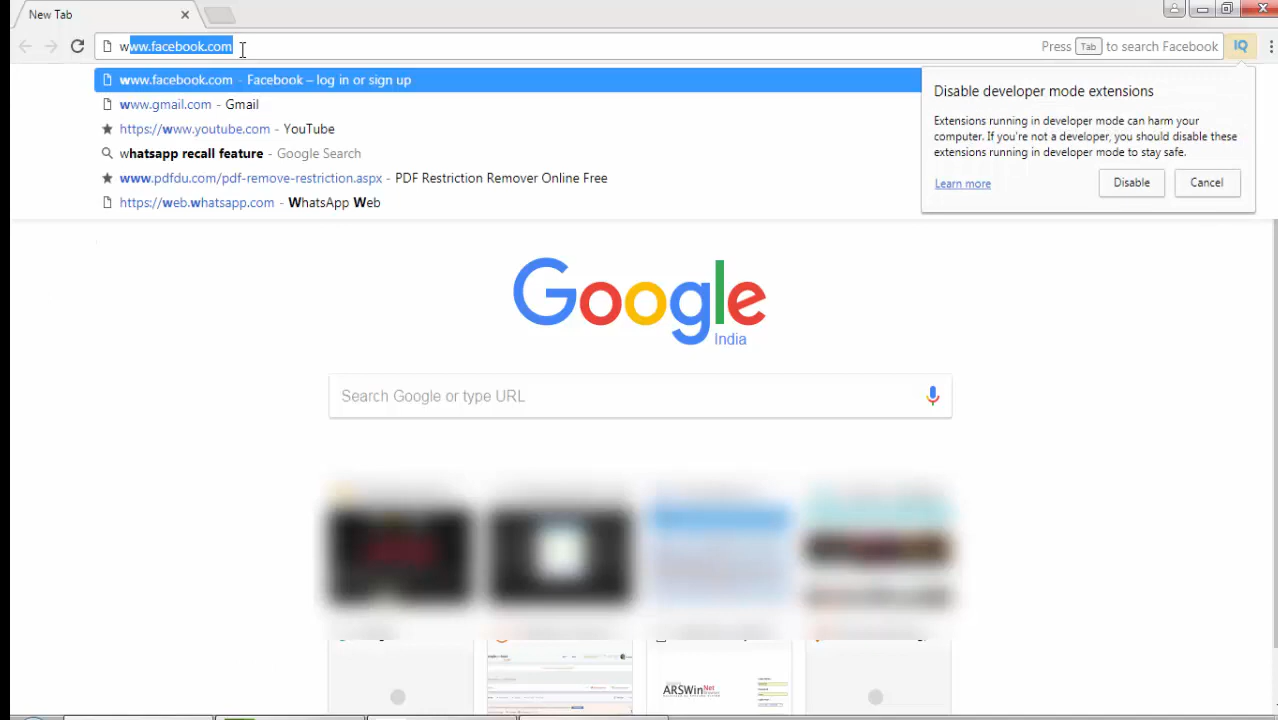 New Tab
www.facebook.com
Press Tab to search Facebook
IQ
www.facebook.com - Facebook – log in or sign up
www.gmail.com - Gmail
https://www.youtube.com - YouTube
whatsapp recall feature - Google Search
www.pdfdu.com/pdf-remove-restriction.aspx - PDF Restriction Remover Online Free
https://web.whatsapp.com - WhatsApp Web
Disable developer mode extensions
Extensions running in developer mode can harm your
computer. If you're not a developer, you should disable these
extensions running in developer mode to stay safe.
Learn more
Disable
Cancel
Google
India
Search Google or type URL
ARSWinNet